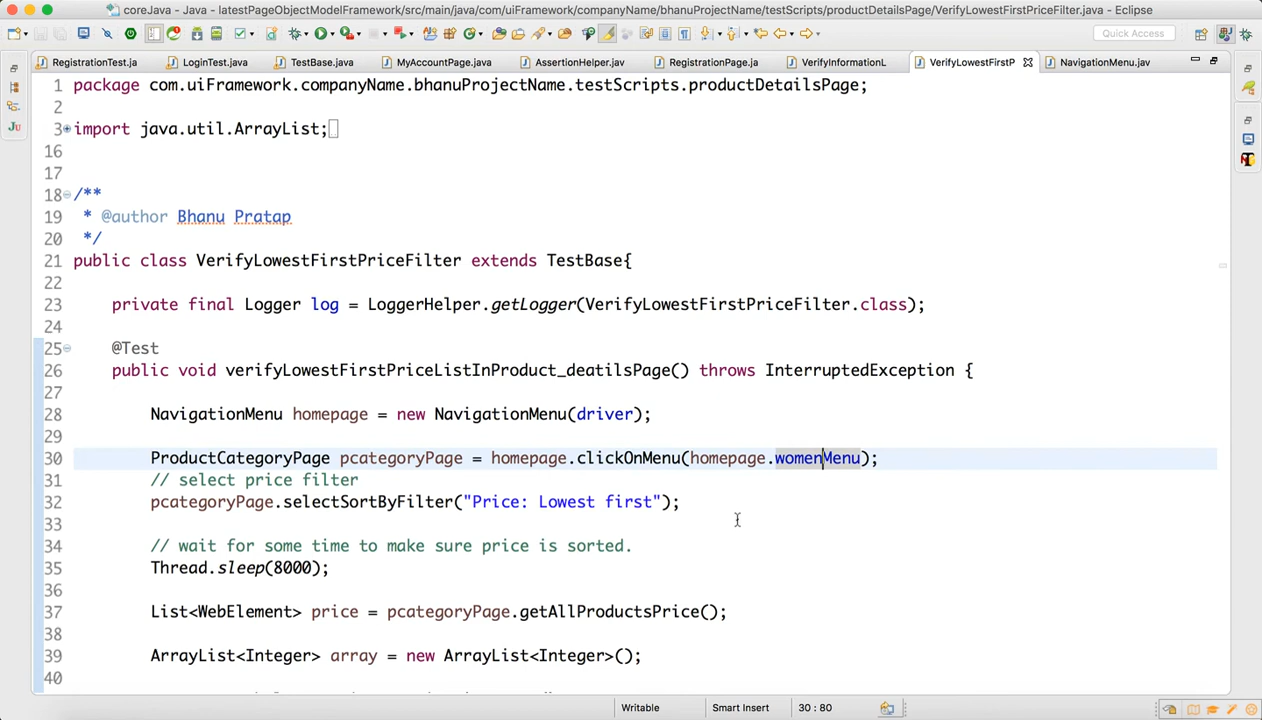 coreJava - Java - latestPageObjectModelFramework/src/main/java/com/uiFramework/companyName/bhanuProjectName/testScripts/productDetailsPage/VerifyLowestFirstPriceFilter.java - Eclipse
Quick Access
RegistrationTest.ja LoginTest.java TestBase.java MyAccountPage.java AssertionHelper.jav RegistrationPage.ja VerifyInformationL VerifyLowestFirstP NavigationMenu.jav
1 package com.uiFramework.companyName.bhanuProjectName.testScripts.productDetailsPage;
2
3 import java.util.ArrayList;
16
17
18 /**
19 * @author Bhanu Pratap
20 */
21 public class VerifyLowestFirstPriceFilter extends TestBase{
22
23 private final Logger log = LoggerHelper.getLogger(VerifyLowestFirstPriceFilter.class);
24
25 @Test
26 public void verifyLowestFirstPriceListInProduct_deatilsPage() throws InterruptedException {
27
28 NavigationMenu homepage = new NavigationMenu(driver);
29
30 ProductCategoryPage pcategoryPage = homepage.clickOnMenu(homepage.womenMenu);
31 // select price filter
32 pcategoryPage.selectSortByFilter("Price: Lowest first");
33
34 // wait for some time to make sure price is sorted.
35 Thread.sleep(8000);
36
37 List<WebElement> price = pcategoryPage.getAllProductsPrice();
38
39 ArrayList<Integer> array = new ArrayList<Integer>();
40
Writable Smart Insert 30 : 80